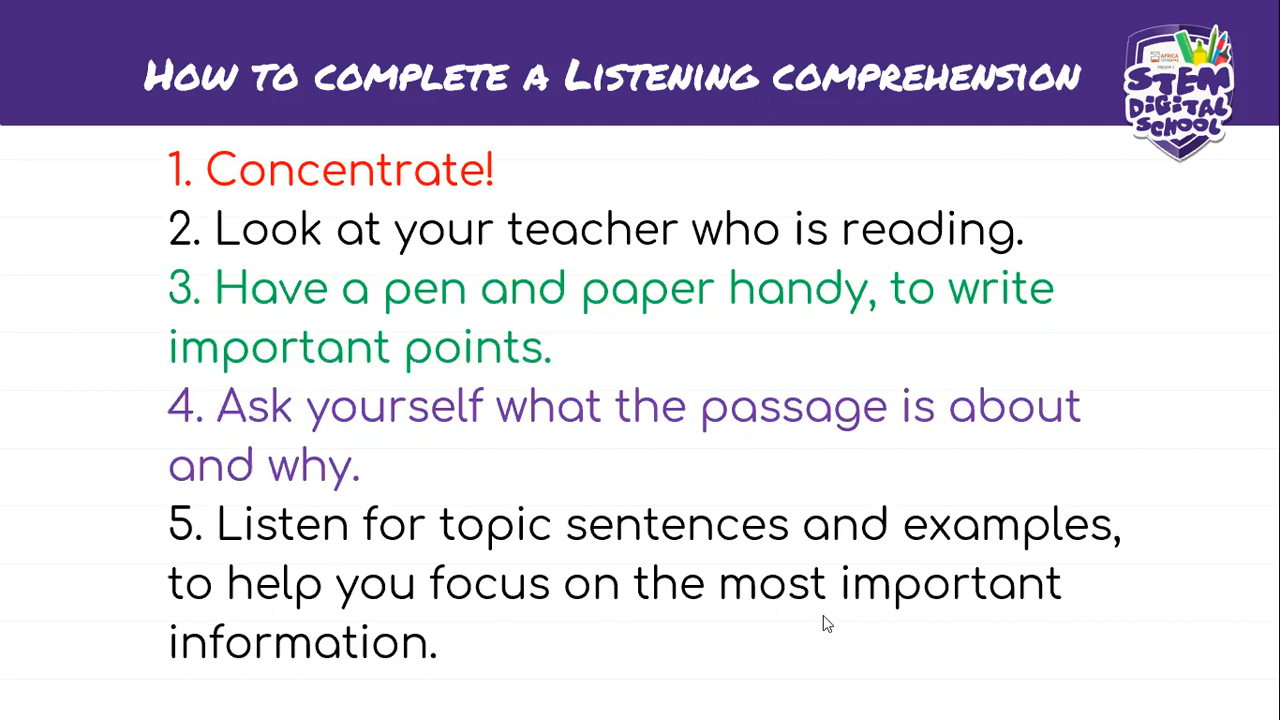 How to complete a Listening comprehension
AFRICA
STEM
DIGITAL
SCHOOL
1. Concentrate!
2. Look at your teacher who is reading.
3. Have a pen and paper handy, to write
important points.
4. Ask yourself what the passage is about
and why.
5. Listen for topic sentences and examples,
to help you focus on the most important
information.